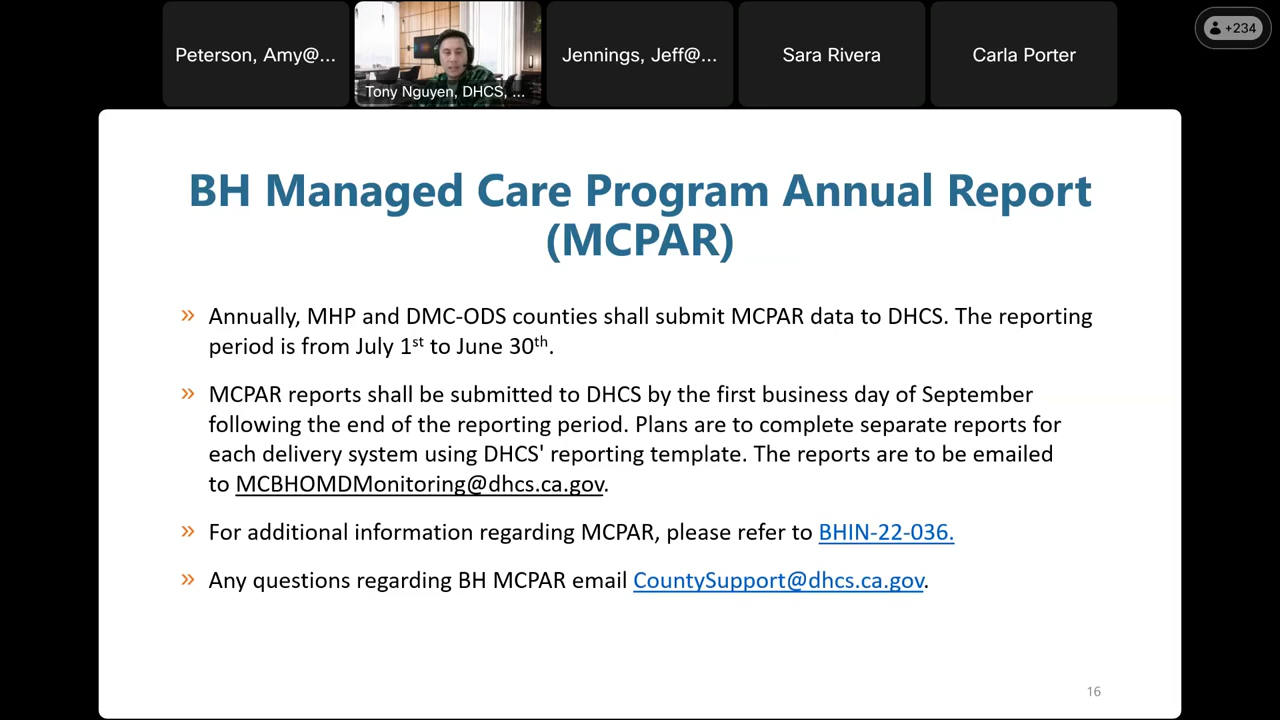 Peterson, Amy@...
Tony Nguyen, DHCS, ...
Jennings, Jeff@...
Sara Rivera
Carla Porter
+234
BH Managed Care Program Annual Report
(MCPAR)
» Annually, MHP and DMC-ODS counties shall submit MCPAR data to DHCS. The reporting
period is from July 1st to June 30th.
» MCPAR reports shall be submitted to DHCS by the first business day of September
following the end of the reporting period. Plans are to complete separate reports for
each delivery system using DHCS' reporting template. The reports are to be emailed
to MCBHOMDMonitoring@dhcs.ca.gov.
» For additional information regarding MCPAR, please refer to BHIN-22-036.
» Any questions regarding BH MCPAR email CountySupport@dhcs.ca.gov.
16